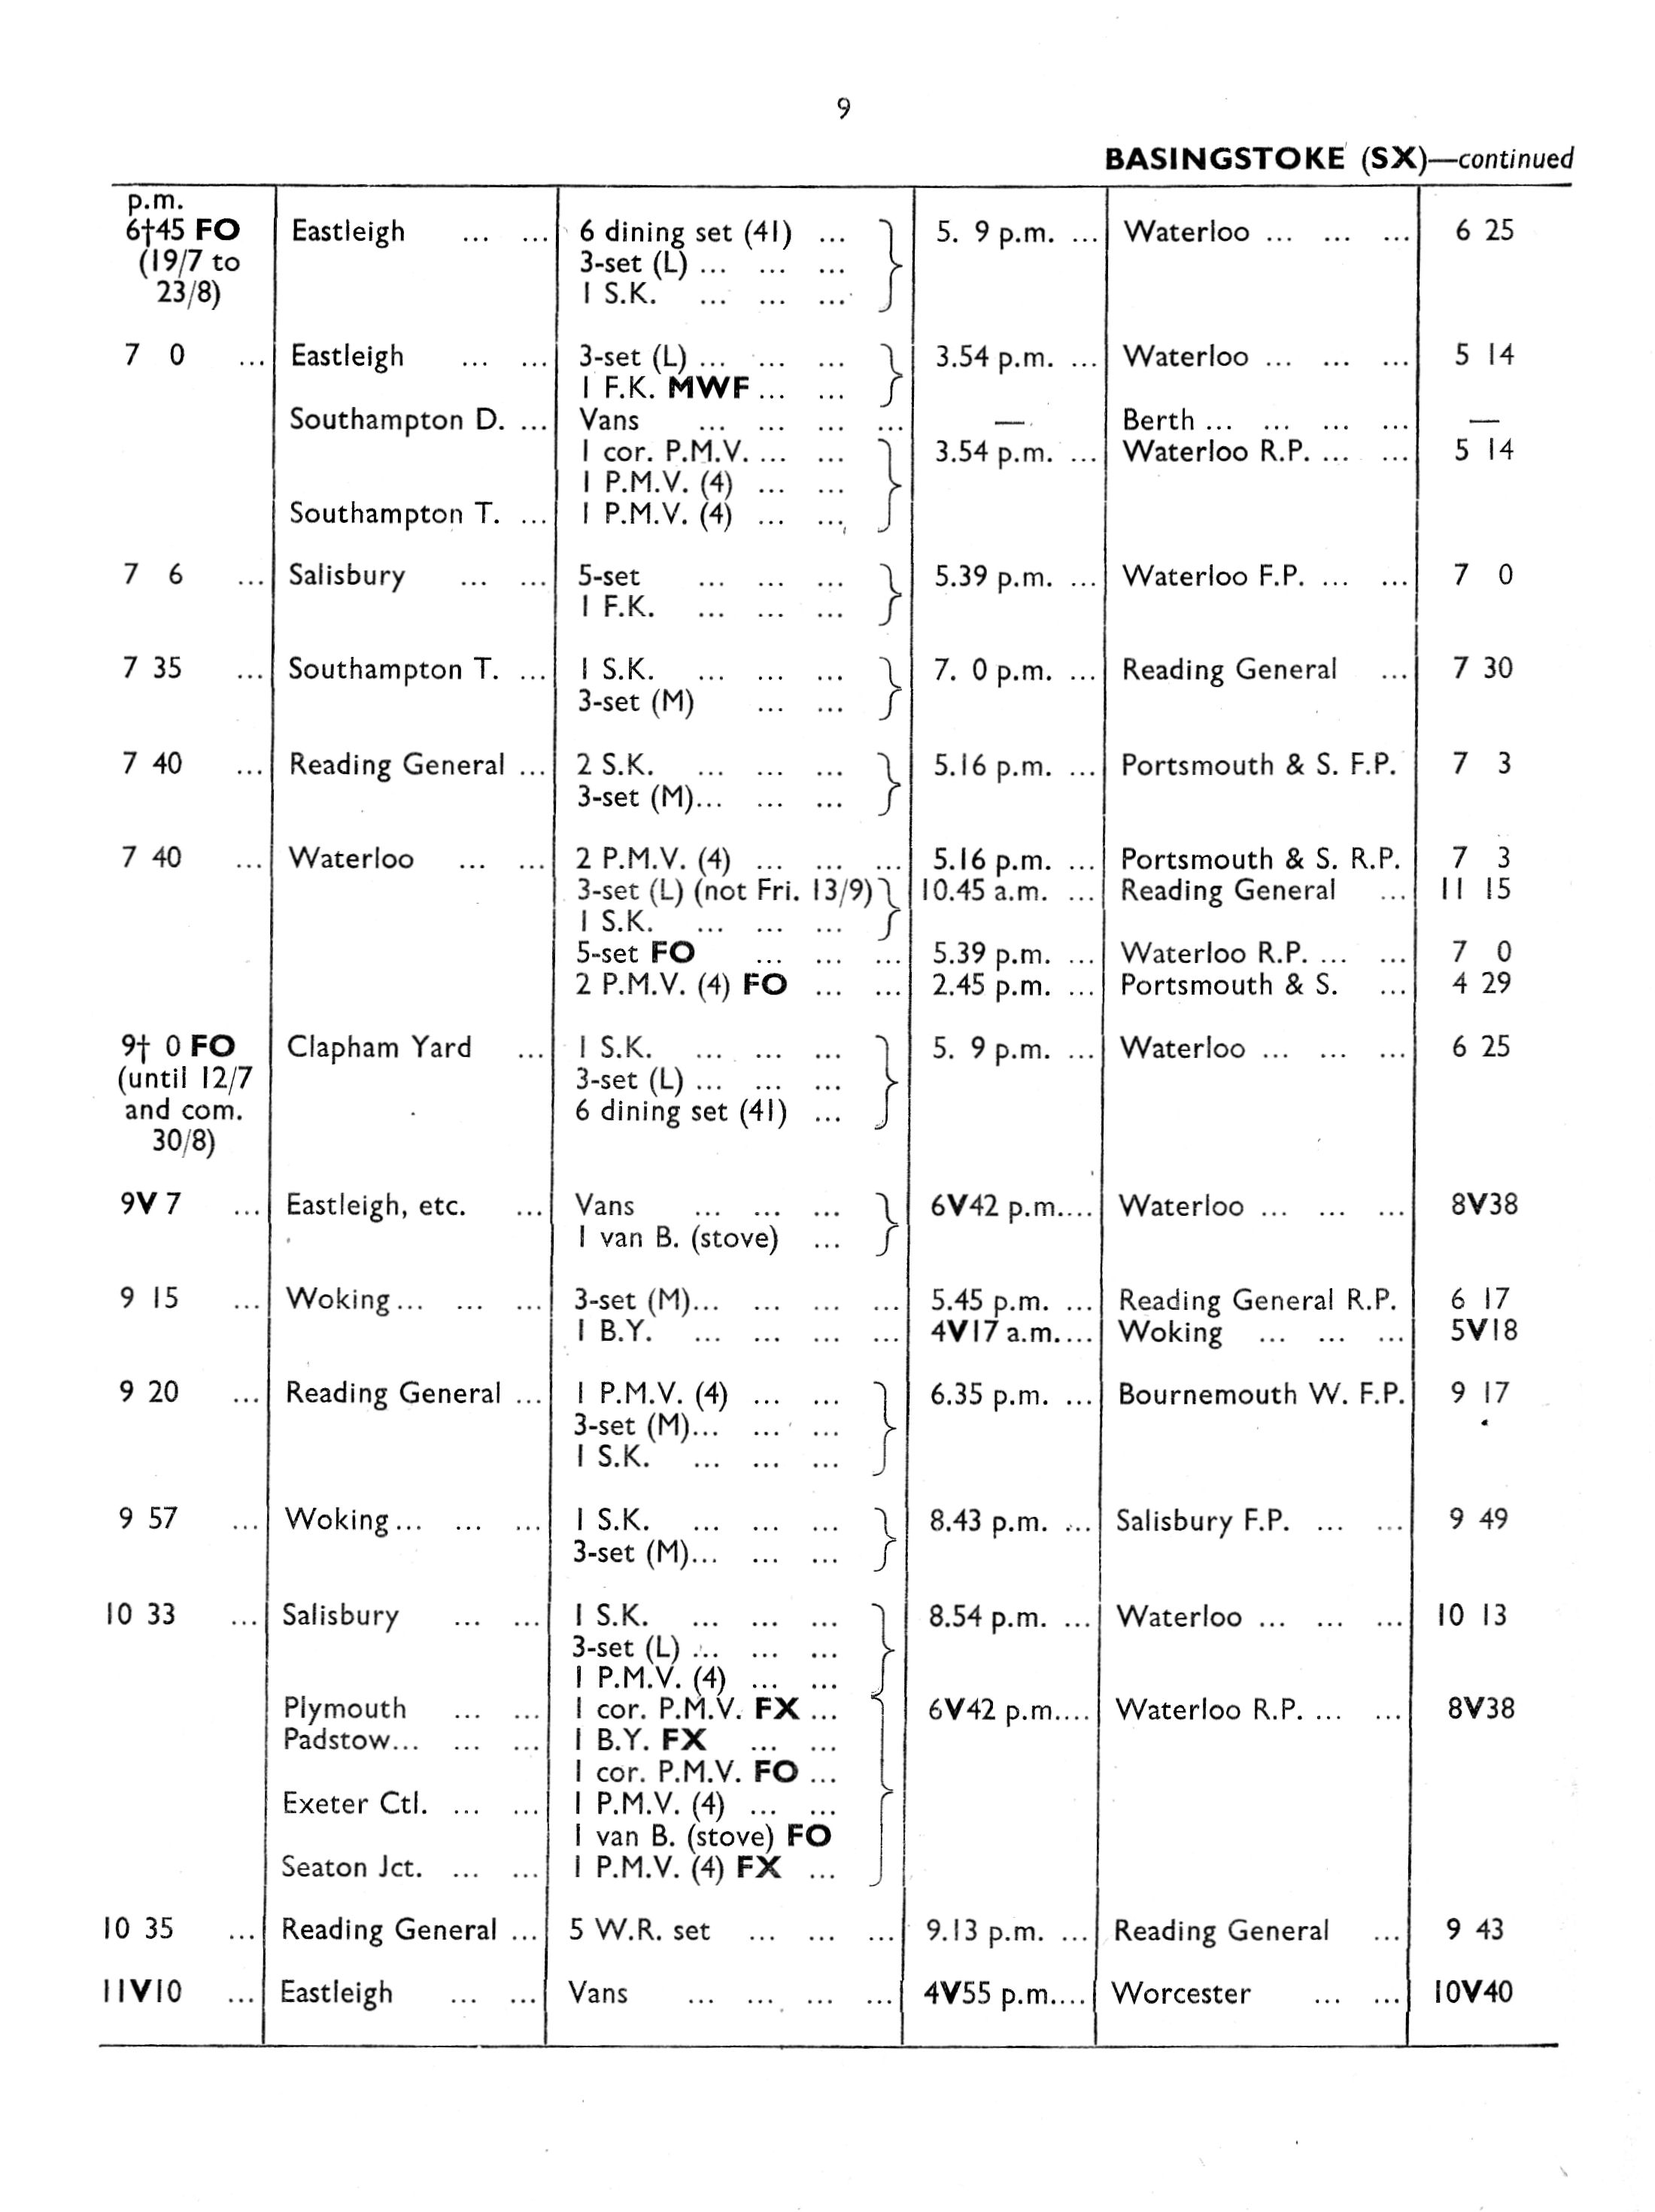 9
BASINGSTOKE (SX)—continued
p.m.
6†45 FO ... Eastleigh ... ... 6 dining set (41) ... 5. 9 p.m. ... Waterloo ... ... ... 6 25
(19/7 to 3-set (L) ... ... ...
23/8) 1 S.K. ... ... ...
7 0 ... Eastleigh ... ... 3-set (L) ... ... ... 3.54 p.m. ... Waterloo ... ... ... 5 14
1 F.K. MWF ... ...
Southampton D. ... Vans ... ... ... ... — Berth ... ... ... ... —
1 cor. P.M.V. ... ... 3.54 p.m. ... Waterloo R.P. ... ... 5 14
1 P.M.V. (4) ... ...
Southampton T. ... 1 P.M.V. (4) ... ...
7 6 ... Salisbury ... ... 5-set ... ... ... 5.39 p.m. ... Waterloo F.P. ... ... 7 0
1 F.K. ... ... ...
7 35 ... Southampton T. ... 1 S.K. ... ... ... 7. 0 p.m. ... Reading General ... 7 30
3-set (M) ... ...
7 40 ... Reading General ... 2 S.K. ... ... ... 5.16 p.m. ... Portsmouth & S. F.P. 7 3
3-set (M)... ... ...
7 40 ... Waterloo ... ... 2 P.M.V. (4) ... ... ... 5.16 p.m. ... Portsmouth & S. R.P. 7 3
3-set (L) (not Fri. 13/9) 10.45 a.m. ... Reading General ... 11 15
1 S.K. ... ... ...
5-set FO ... ... ... 5.39 p.m. ... Waterloo R.P. ... ... 7 0
2 P.M.V. (4) FO ... ... 2.45 p.m. ... Portsmouth & S. ... 4 29
9† 0 FO Clapham Yard ... 1 S.K. ... ... ... 5. 9 p.m. ... Waterloo ... ... ... 6 25
(until 12/7 3-set (L) ... ... ...
and com. 6 dining set (41) ...
30/8)
9V 7 ... Eastleigh, etc. ... Vans ... ... ... 6V42 p.m.... Waterloo ... ... ... 8V38
1 van B. (stove) ...
9 15 ... Woking... ... ... 3-set (M)... ... ... ... 5.45 p.m. ... Reading General R.P. 6 17
1 B.Y. ... ... ... ... 4V17 a.m.... Woking ... ... ... 5V18
9 20 ... Reading General ... 1 P.M.V. (4) ... ... 6.35 p.m. ... Bournemouth W. F.P. 9 17
3-set (M)... ... ...
1 S.K. ... ... ...
9 57 ... Woking... ... ... 1 S.K. ... ... ... 8.43 p.m. ... Salisbury F.P. ... ... 9 49
3-set (M)... ... ...
10 33 ... Salisbury ... ... 1 S.K. ... ... ... 8.54 p.m. ... Waterloo ... ... ... 10 13
3-set (L) ... ... ...
1 P.M.V. (4) ... ...
Plymouth ... ... 1 cor. P.M.V. FX ... 6V42 p.m.... Waterloo R.P. ... ... 8V38
Padstow... ... ... 1 B.Y. FX ... ...
1 cor. P.M.V. FO ...
Exeter Ctl. ... ... 1 P.M.V. (4) ... ...
1 van B. (stove) FO
Seaton Jct. ... ... 1 P.M.V. (4) FX ...
10 35 ... Reading General ... 5 W.R. set ... ... ... 9.13 p.m. ... Reading General ... 9 43
11V10 ... Eastleigh ... ... Vans ... ... ... ... 4V55 p.m.... Worcester ... ... 10V40